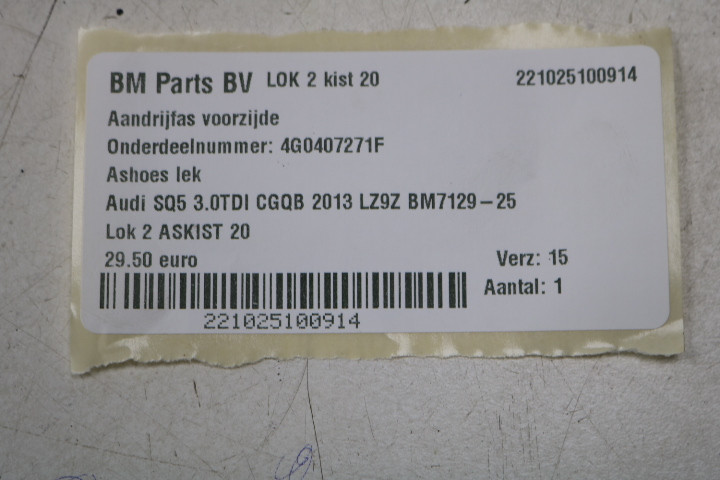 BM Parts BV LOK 2 kist 20 221025100914
Aandrijfas voorzijde
Onderdeelnummer: 4G0407271F
Ashoes lek
Audi SQ5 3.0TDI CGQB 2013 LZ9Z BM7129-25
Lok 2 ASKIST 20
29.50 euro Verz: 15
Aantal: 1
221025100914